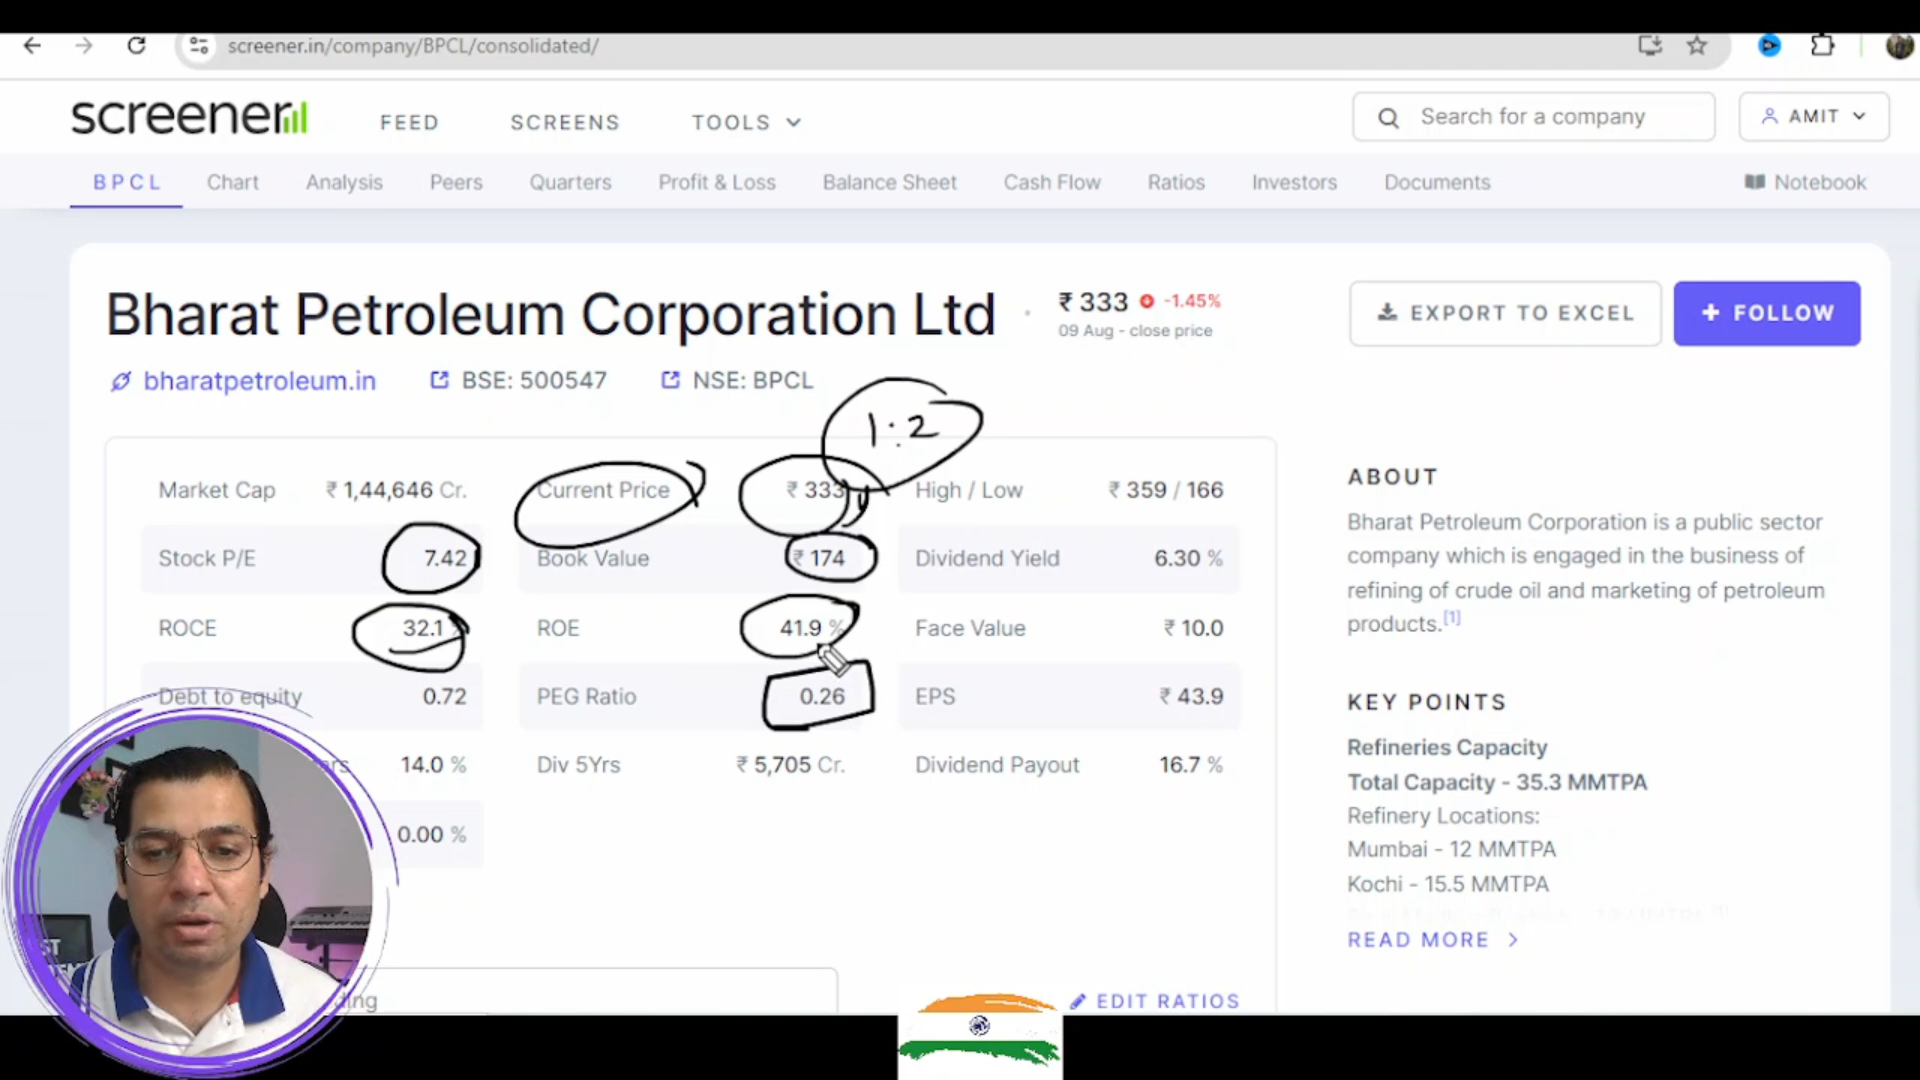 screener.in/company/BPCL/consolidated/
screener
FEED
SCREENS
TOOLS
Search for a company
AMIT
BPCL
Chart
Analysis
Peers
Quarters
Profit & Loss
Balance Sheet
Cash Flow
Ratios
Investors
Documents
Notebook
Bharat Petroleum Corporation Ltd
₹ 333 -1.45%
09 Aug - close price
EXPORT TO EXCEL
+ FOLLOW
bharatpetroleum.in
BSE: 500547
NSE: BPCL
1:2
Market Cap ₹ 1,44,646 Cr.
Current Price ₹ 333
High / Low ₹ 359 / 166
Stock P/E 7.42
Book Value ₹ 174
Dividend Yield 6.30 %
ROCE 32.1
ROE 41.9 %
Face Value ₹ 10.0
Debt to equity 0.72
PEG Ratio 0.26
EPS ₹ 43.9
14.0 %
Div 5Yrs ₹ 5,705 Cr.
Dividend Payout 16.7 %
0.00 %
EDIT RATIOS
ABOUT
Bharat Petroleum Corporation is a public sector
company which is engaged in the business of
refining of crude oil and marketing of petroleum
products.[1]
KEY POINTS
Refineries Capacity
Total Capacity - 35.3 MMTPA
Refinery Locations:
Mumbai - 12 MMTPA
Kochi - 15.5 MMTPA
READ MORE